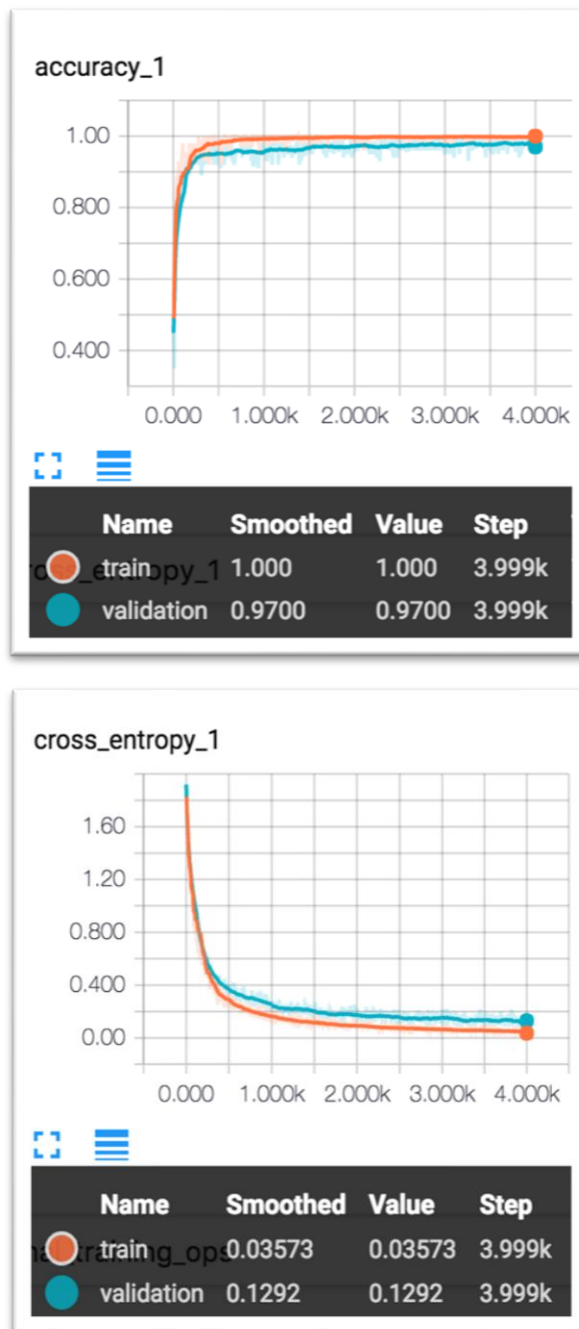 accuracy_1
1.00
0.800
0.600
0.400
0.000 1.000k 2.000k 3.000k 4.000k
Name Smoothed Value Step
train 1.000 1.000 3.999k
validation 0.9700 0.9700 3.999k
cross_entropy_1
1.60
1.20
0.800
0.400
0.00
0.000 1.000k 2.000k 3.000k 4.000k
Name Smoothed Value Step
train 0.03573 0.03573 3.999k
validation 0.1292 0.1292 3.999k